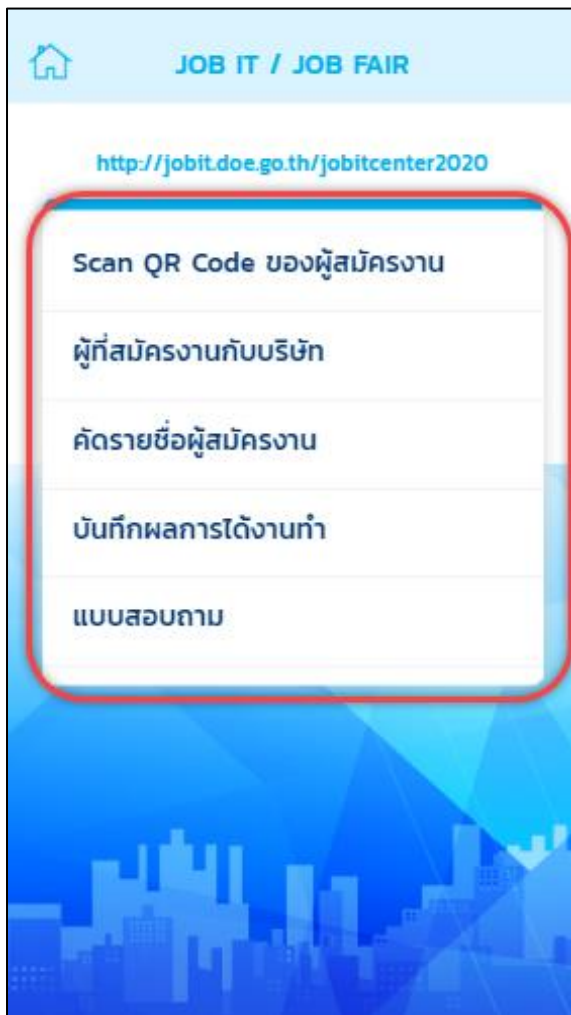 JOB IT / JOB FAIR
http://jobit.doe.go.th/jobitcenter2020
Scan QR Code ของผู้สมัครงาน
ผู้ที่สมัครงานกับบริษัท
คัดรายชื่อผู้สมัครงาน
บันทึกผลการได้งานทำ
แบบสอบถาม